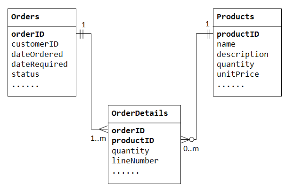 Orders
orderID
customerID
dateOrdered
dateRequired
status
......
1
1
Products
productID
name
description
quantity
unitPrice
......
OrderDetails
orderID
productID
quantity
lineNumber
......
1..m
0..m